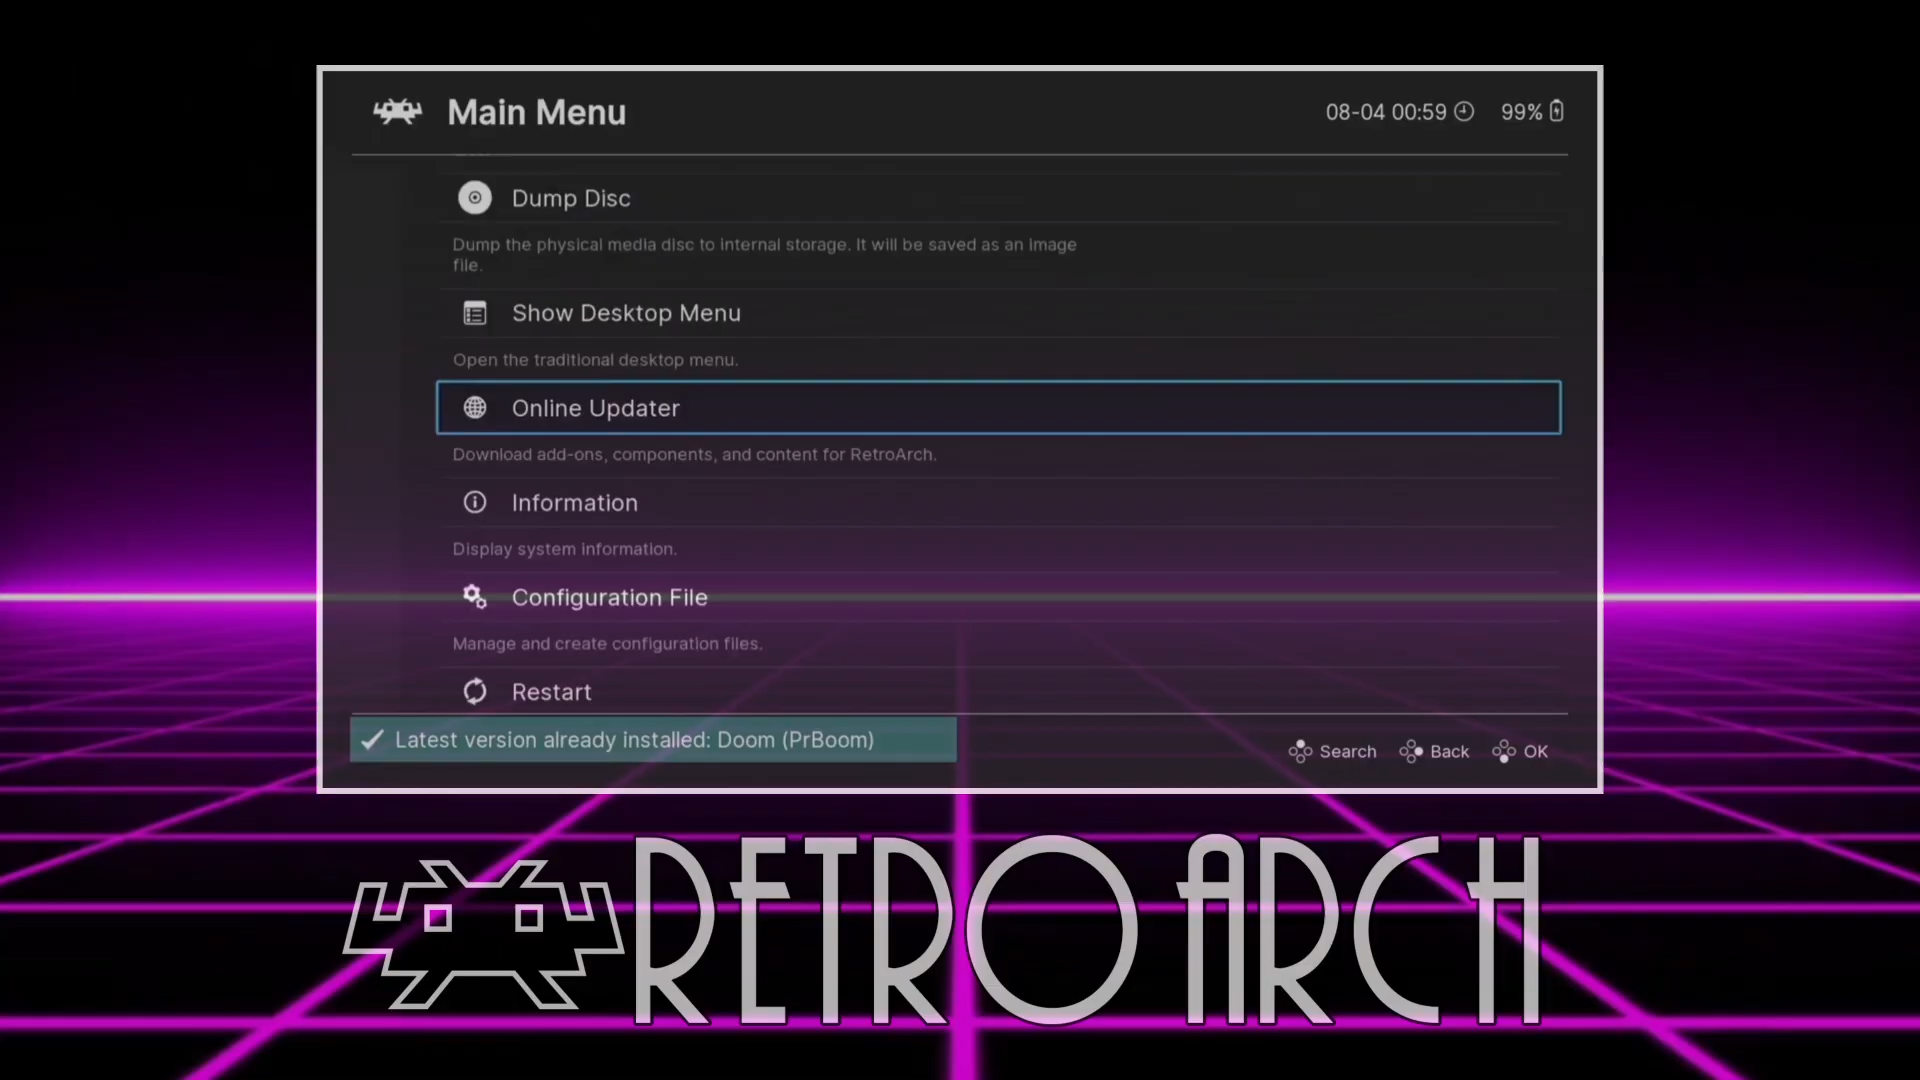 Main Menu
08-04 00:59
99%
Dump Disc
Dump the physical media disc to internal storage. It will be saved as an image
file.
Show Desktop Menu
Open the traditional desktop menu.
Online Updater
Download add-ons, components, and content for RetroArch.
Information
Display system information.
Configuration File
Manage and create configuration files.
Restart
Latest version already installed: Doom (PrBoom)
Search
Back
OK
RETROARCH